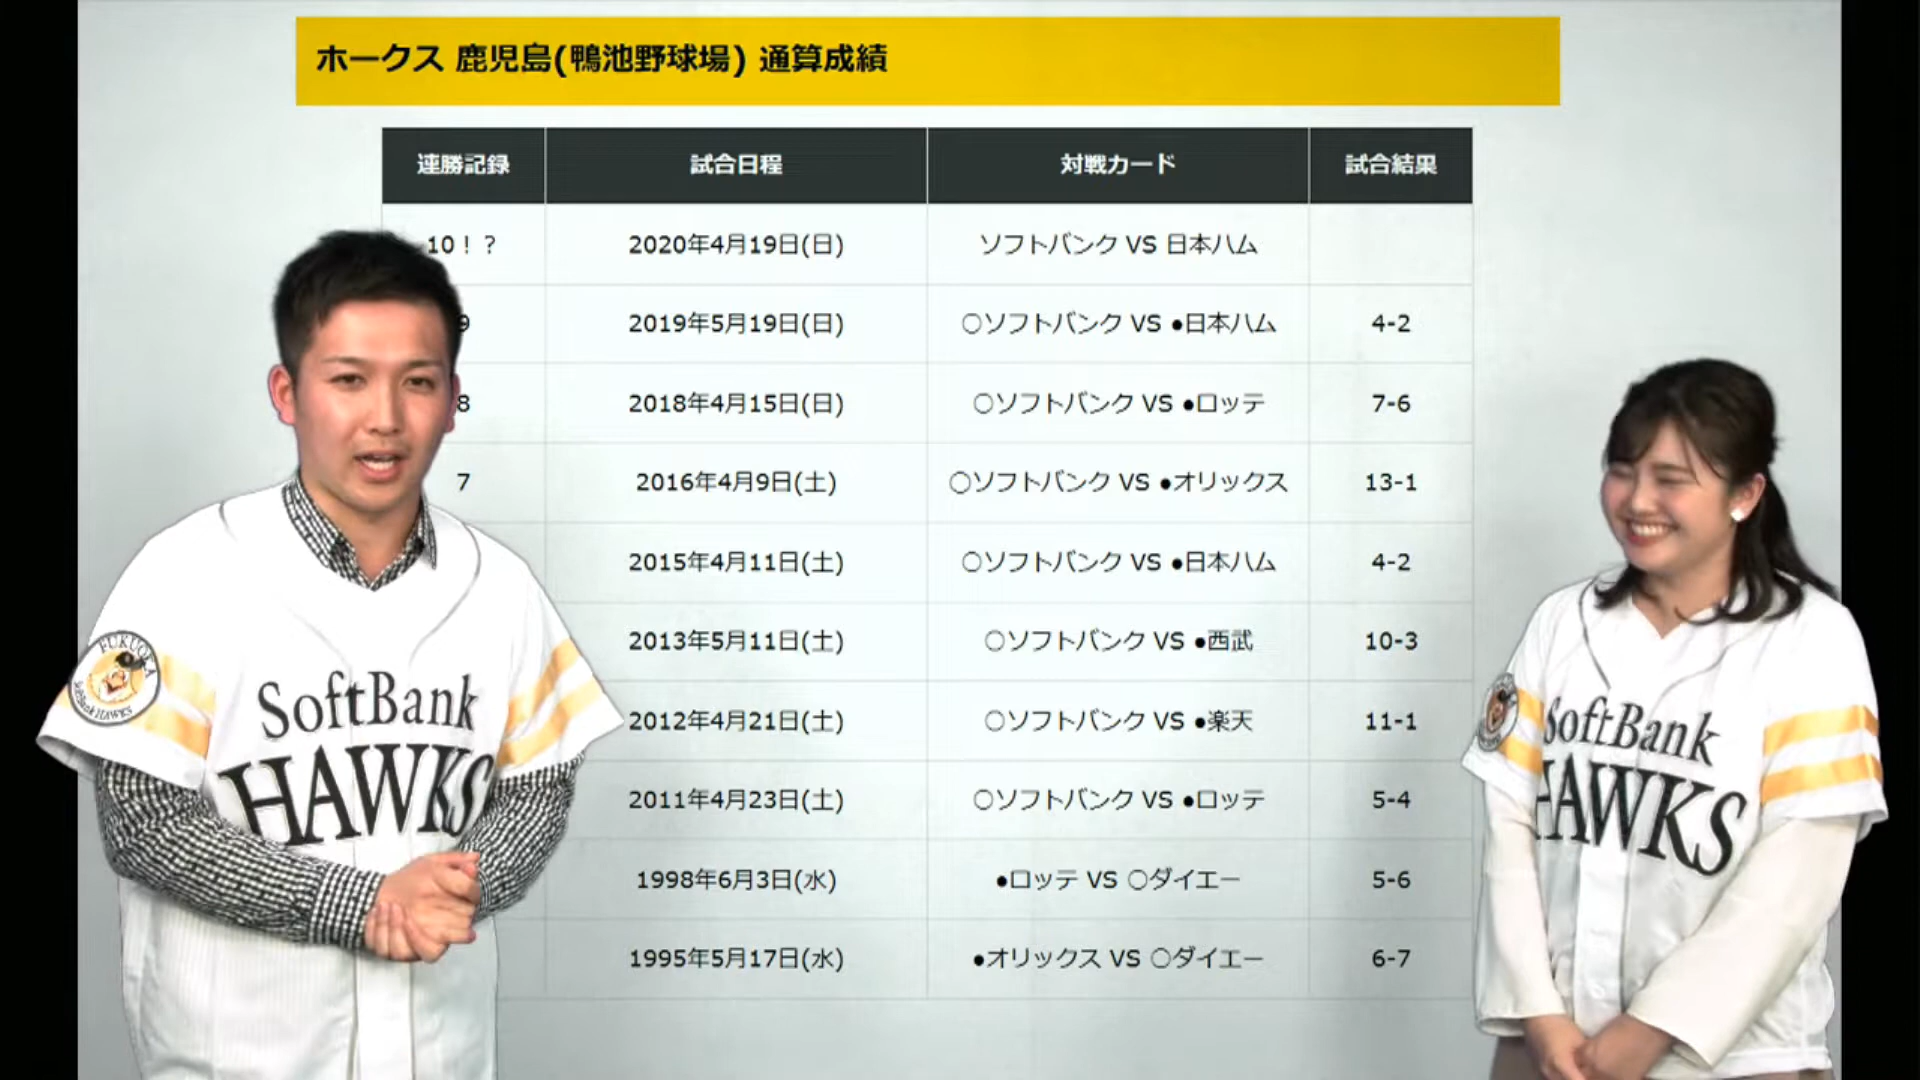 ホークス 鹿児島(鴨池野球場) 通算成績
連勝記録 試合日程 対戦カード 試合結果
10！？ 2020年4月19日(日) ソフトバンク VS 日本ハム
9 2019年5月19日(日) ○ソフトバンク VS ●日本ハム 4-2
8 2018年4月15日(日) ○ソフトバンク VS ●ロッテ 7-6
7 2016年4月9日(土) ○ソフトバンク VS ●オリックス 13-1
2015年4月11日(土) ○ソフトバンク VS ●日本ハム 4-2
2013年5月11日(土) ○ソフトバンク VS ●西武 10-3
2012年4月21日(土) ○ソフトバンク VS ●楽天 11-1
2011年4月23日(土) ○ソフトバンク VS ●ロッテ 5-4
1998年6月3日(水) ●ロッテ VS ○ダイエー 5-6
1995年5月17日(水) ●オリックス VS ○ダイエー 6-7
FUKUOKA
SoftBank HAWKS
SoftBank
HAWKS
SoftBank
HAWKS